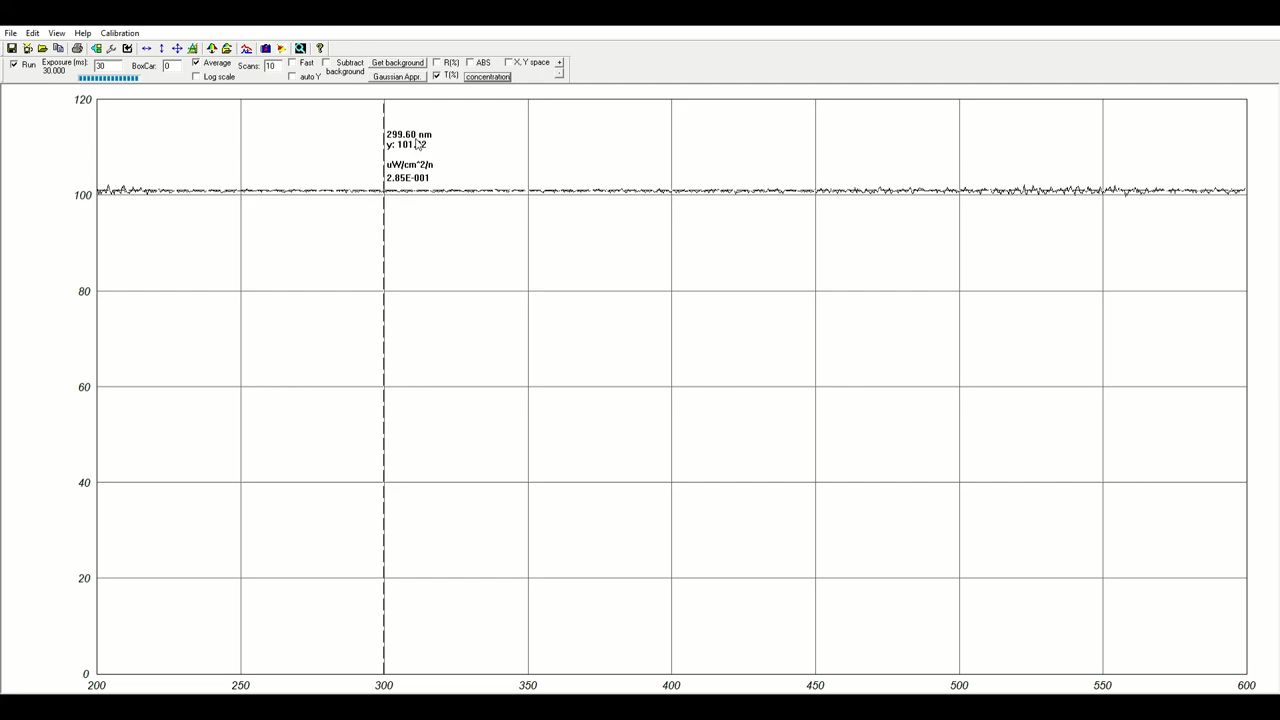 File Edit View Help Calibration
Run Exposure (ms): 30 BoxCar: 0 Average Scans: 10 Fast Subtract background Get background R(%) ABS X, Y space +
30.000 Log scale auto Y Gaussian Appr. T(%) concentration -
120
299.60 nm
y: 101.
uW/cm^2/n
2.85E-001
100
80
60
40
20
0
200 250 300 350 400 450 500 550 600